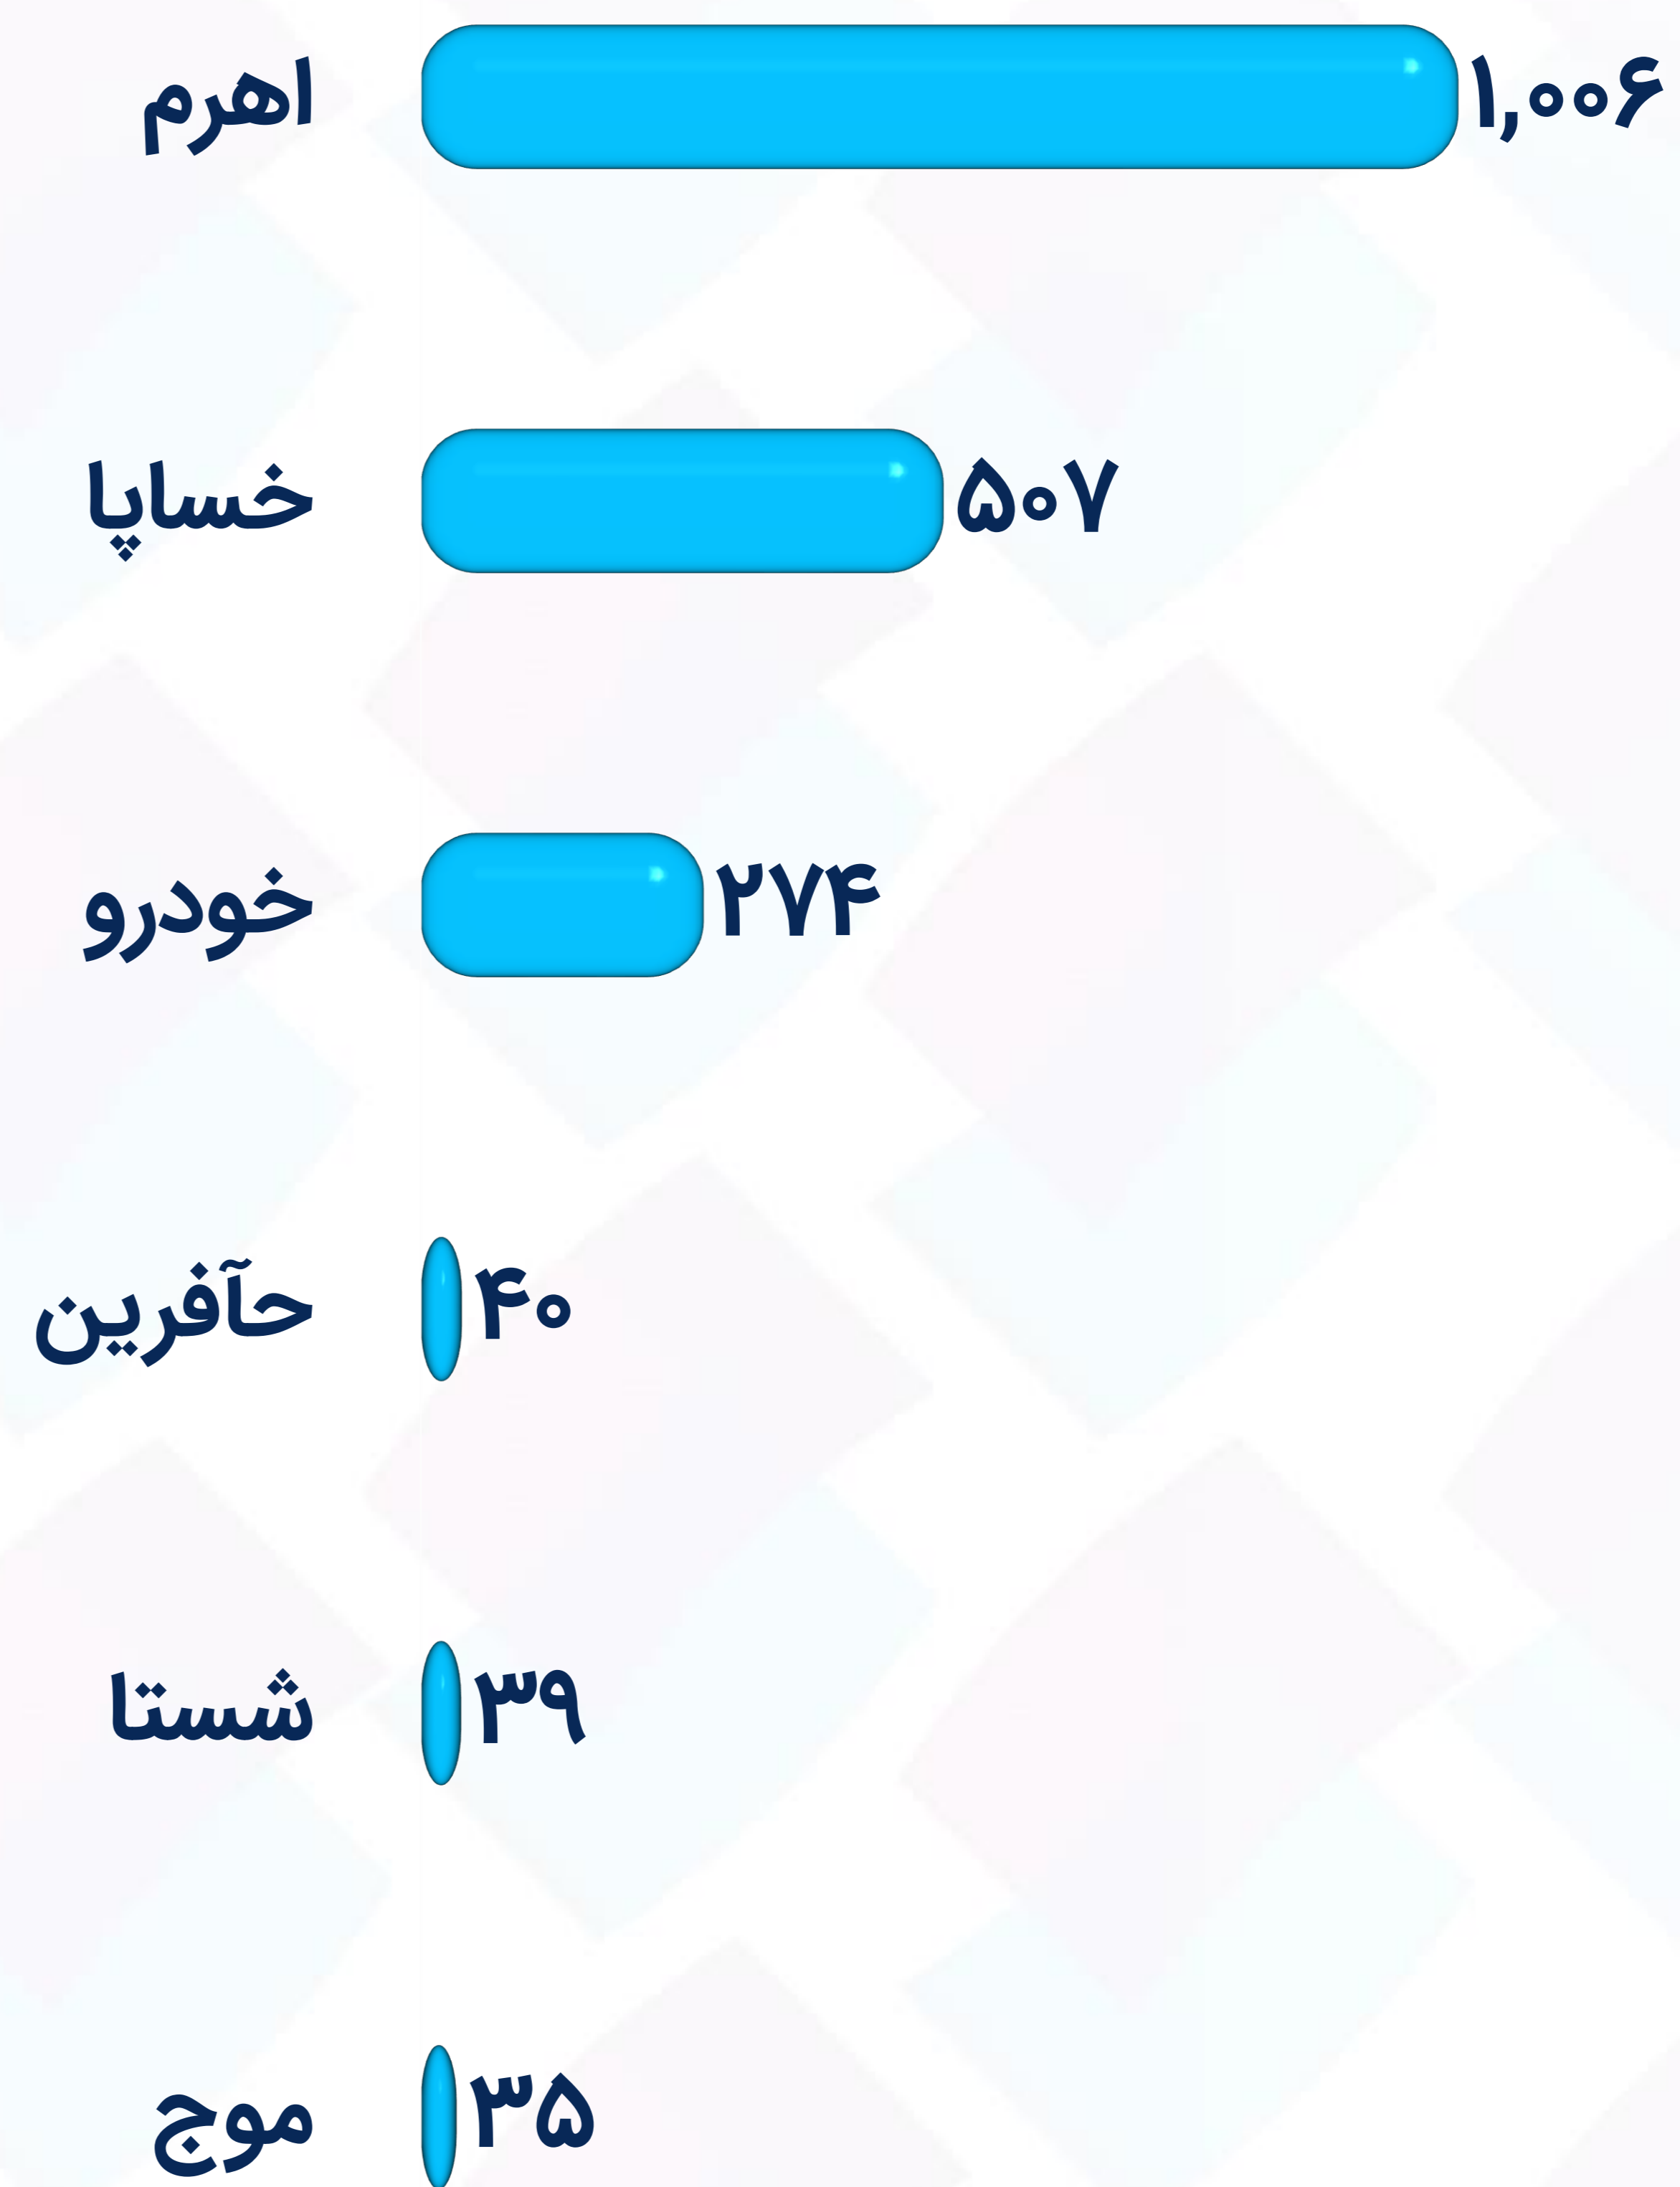 اهرم ۱,۰۰۶
خساپا ۵۰۷
خودرو ۲۷۴
حآفرین ۴۰
شستا ۳۹
موج ۳۵